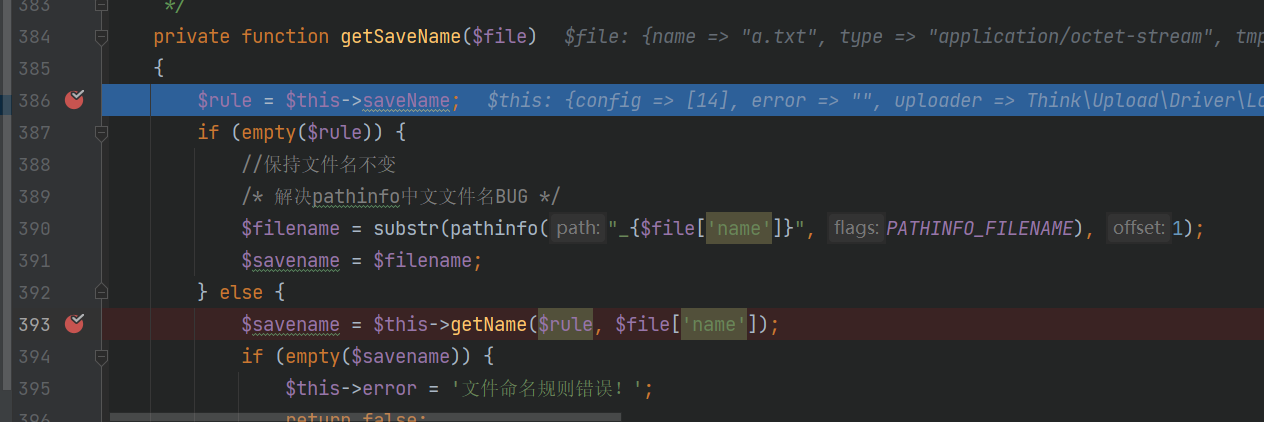 383 */
384 private function getSaveName($file) $file: {name => "a.txt", type => "application/octet-stream", tmp
385 {
386 $rule = $this->saveName; $this: {config => [14], error => "", uploader => Think\Upload\Driver\Lo
387 if (empty($rule)) {
388 //保持文件名不变
389 /* 解决pathinfo中文文件名BUG */
390 $filename = substr(pathinfo( path: "_{$file['name']}", flags: PATHINFO_FILENAME), offset: 1);
391 $savename = $filename;
392 } else {
393 $savename = $this->getName($rule, $file['name']);
394 if (empty($savename)) {
395 $this->error = '文件命名规则错误！';
396 return false;